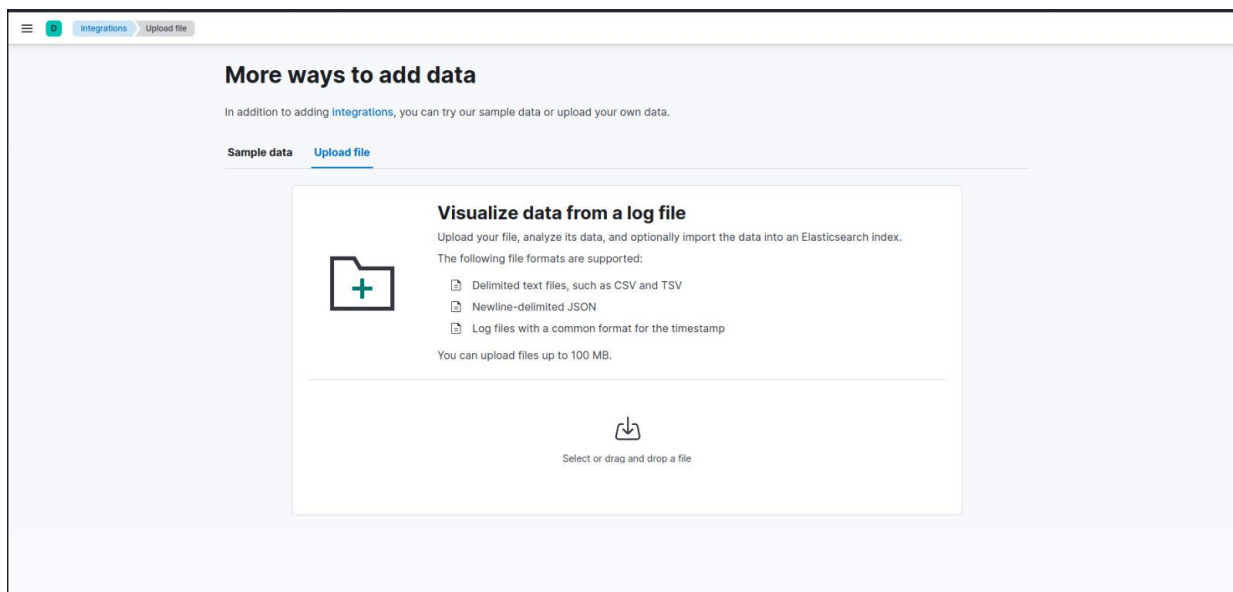 D Integrations Upload file
More ways to add data
In addition to adding integrations, you can try our sample data or upload your own data.
Sample data Upload file
Visualize data from a log file
Upload your file, analyze its data, and optionally import the data into an Elasticsearch index.
The following file formats are supported:
Delimited text files, such as CSV and TSV
Newline-delimited JSON
Log files with a common format for the timestamp
You can upload files up to 100 MB.
Select or drag and drop a file